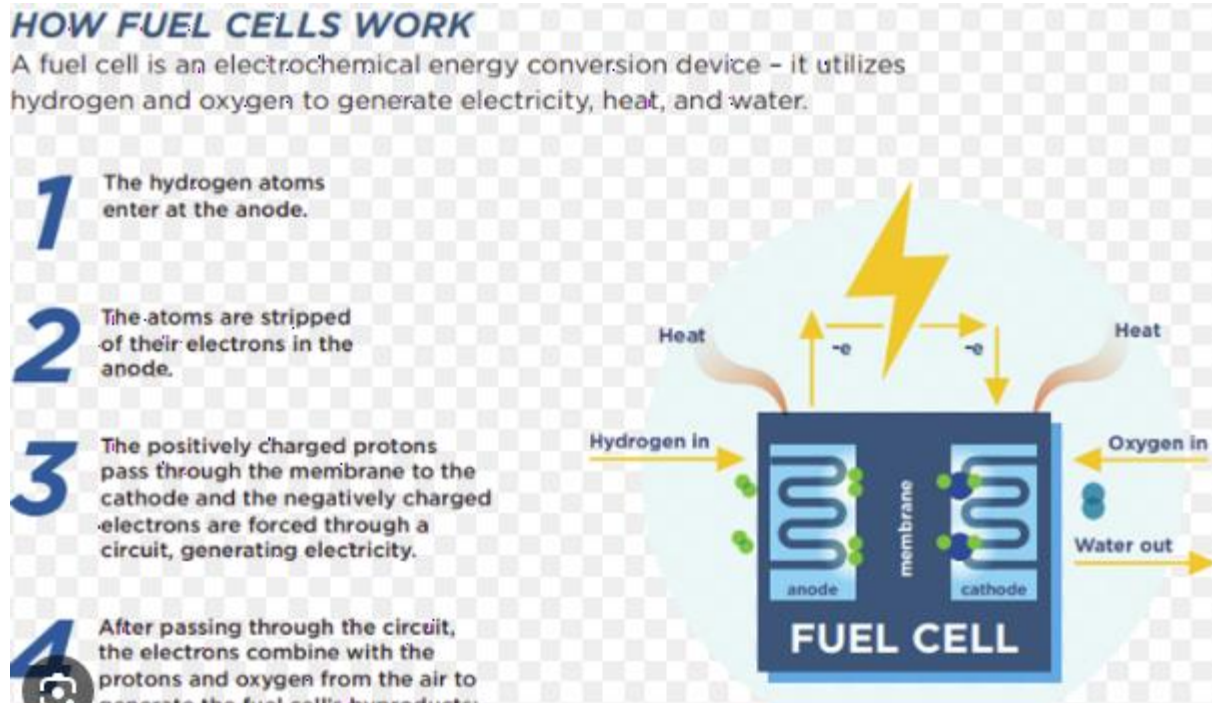 HOW FUEL CELLS WORK
A fuel cell is an electrochemical energy conversion device – it utilizes
hydrogen and oxygen to generate electricity, heat, and water.
1
The hydrogen atoms
enter at the anode.
2
The atoms are stripped
of their electrons in the
anode.
3
The positively charged protons
pass through the membrane to the
cathode and the negatively charged
electrons are forced through a
circuit, generating electricity.
4
After passing through the circuit,
the electrons combine with the
protons and oxygen from the air to
generate the fuel cell's byproducts:
Heat
-e
-e
Heat
Hydrogen in
Oxygen in
membrane
Water out
anode
cathode
FUEL CELL